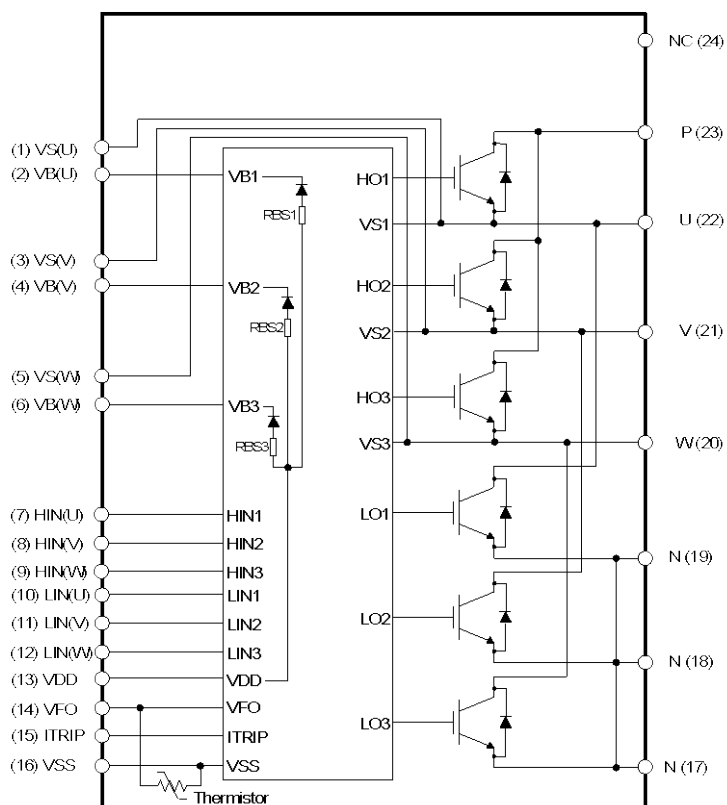 NC (24)
(1) VS(U)
(2) VB(U)
(3) VS(V)
(4) VB(V)
(5) VS(W)
(6) VB(W)
(7) HIN(U)
(8) HIN(V)
(9) HIN(W)
(10) LIN(U)
(11) LIN(V)
(12) LIN(W)
(13) VDD
(14) VFO
(15) ITRIP
(16) VSS
VB1
RBS1
VB2
RBS2
VB3
RBS3
HIN1
HIN2
HIN3
LIN1
LIN2
LIN3
VDD
VFO
ITRIP
VSS
Thermistor
HO1
VS1
HO2
VS2
HO3
VS3
LO1
LO2
LO3
P (23)
U (22)
V (21)
W (20)
N (19)
N (18)
N (17)